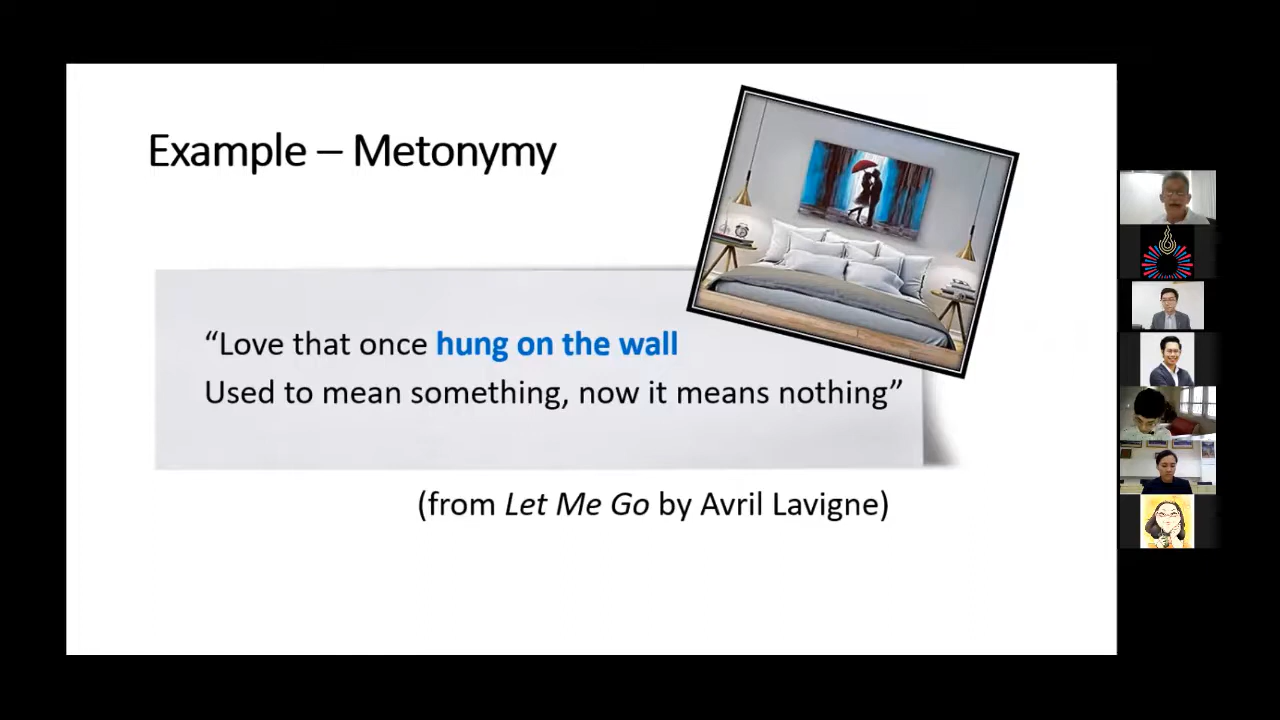 Example – Metonymy
“Love that once hung on the wall
Used to mean something, now it means nothing”
(from Let Me Go by Avril Lavigne)